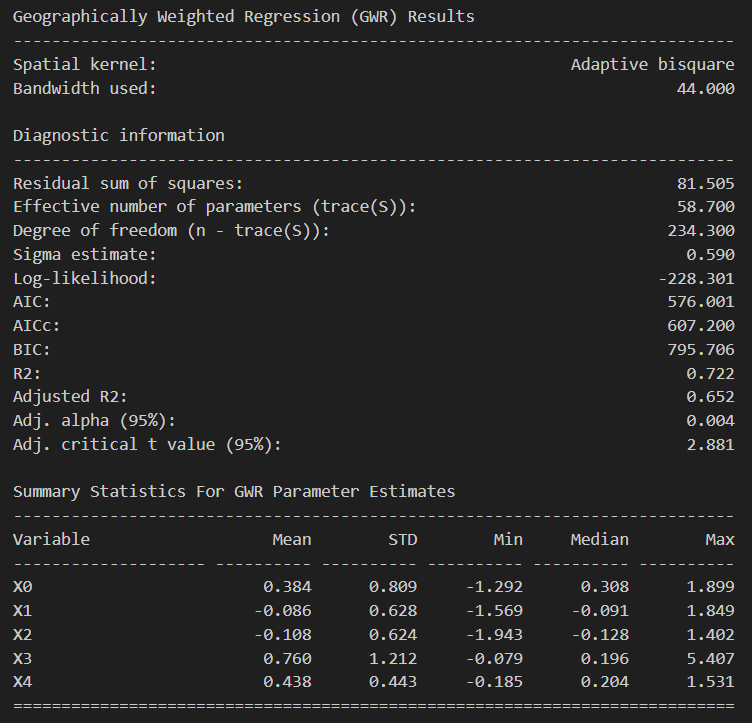 Geographically Weighted Regression (GWR) Results
---------------------------------------------------------------------------
Spatial kernel:                                           Adaptive bisquare
Bandwidth used:                                                      44.000

Diagnostic information
---------------------------------------------------------------------------
Residual sum of squares:                                             81.505
Effective number of parameters (trace(S)):                           58.700
Degree of freedom (n - trace(S)):                                   234.300
Sigma estimate:                                                       0.590
Log-likelihood:                                                    -228.301
AIC:                                                                576.001
AICc:                                                               607.200
BIC:                                                                795.706
R2:                                                                   0.722
Adjusted R2:                                                          0.652
Adj. alpha (95%):                                                     0.004
Adj. critical t value (95%):                                          2.881

Summary Statistics For GWR Parameter Estimates
---------------------------------------------------------------------------
Variable                   Mean        STD        Min     Median        Max
-------------------- ---------- ---------- ---------- ---------- ----------
X0                        0.384      0.809     -1.292      0.308      1.899
X1                       -0.086      0.628     -1.569     -0.091      1.849
X2                       -0.108      0.624     -1.943     -0.128      1.402
X3                        0.760      1.212     -0.079      0.196      5.407
X4                        0.438      0.443     -0.185      0.204      1.531
===========================================================================